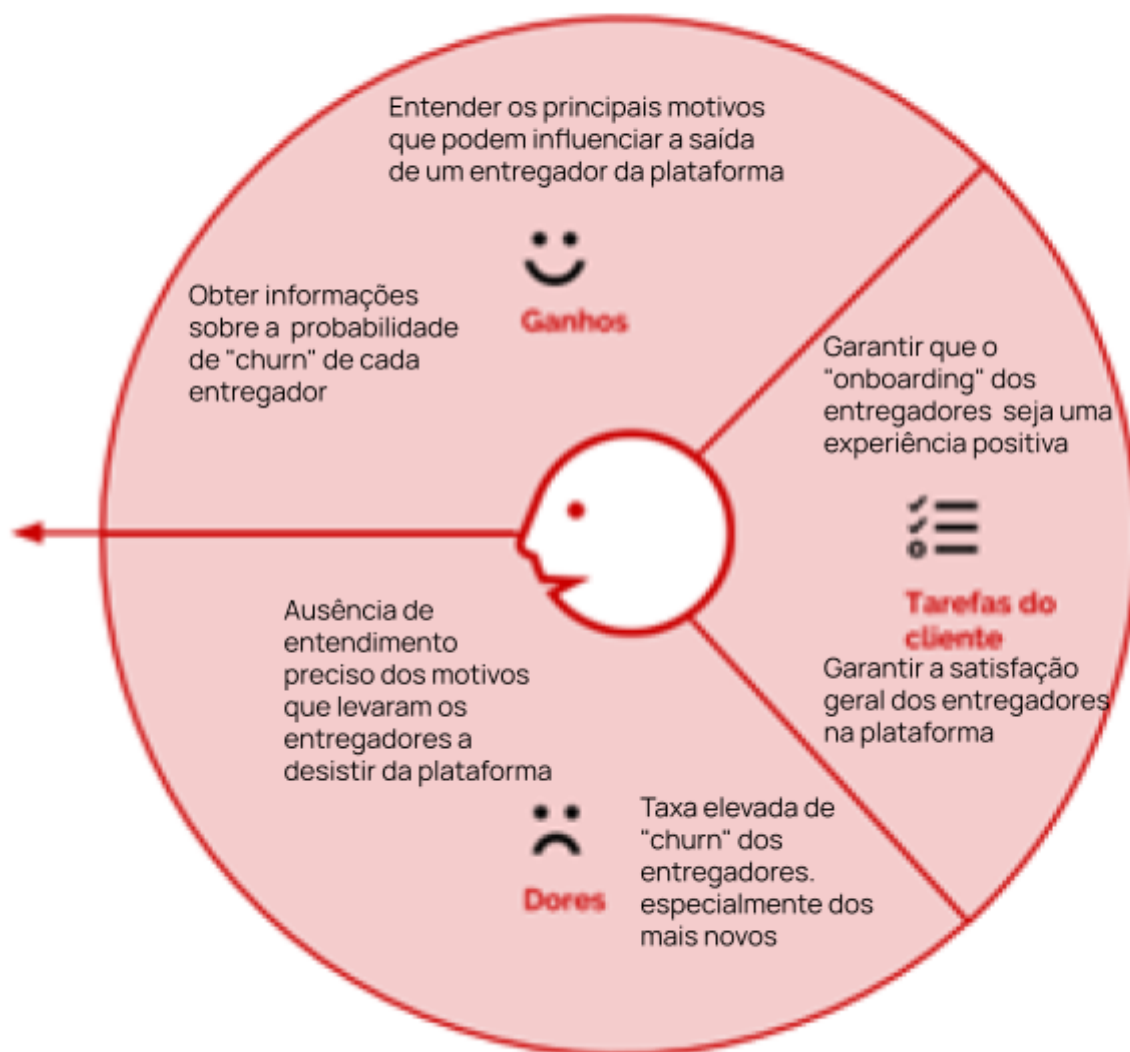 Entender os principais motivos
que podem influenciar a saída
de um entregador da plataforma
Ganhos
Obter informações
sobre a probabilidade
de "churn" de cada
entregador
Garantir que o
"onboarding" dos
entregadores seja uma
experiência positiva
Tarefas do
cliente
Garantir a satisfação
geral dos entregadores
na plataforma
Ausência de
entendimento
preciso dos motivos
que levaram os
entregadores a
desistir da plataforma
Dores
Taxa elevada de
"churn" dos
entregadores.
especialmente dos
mais novos